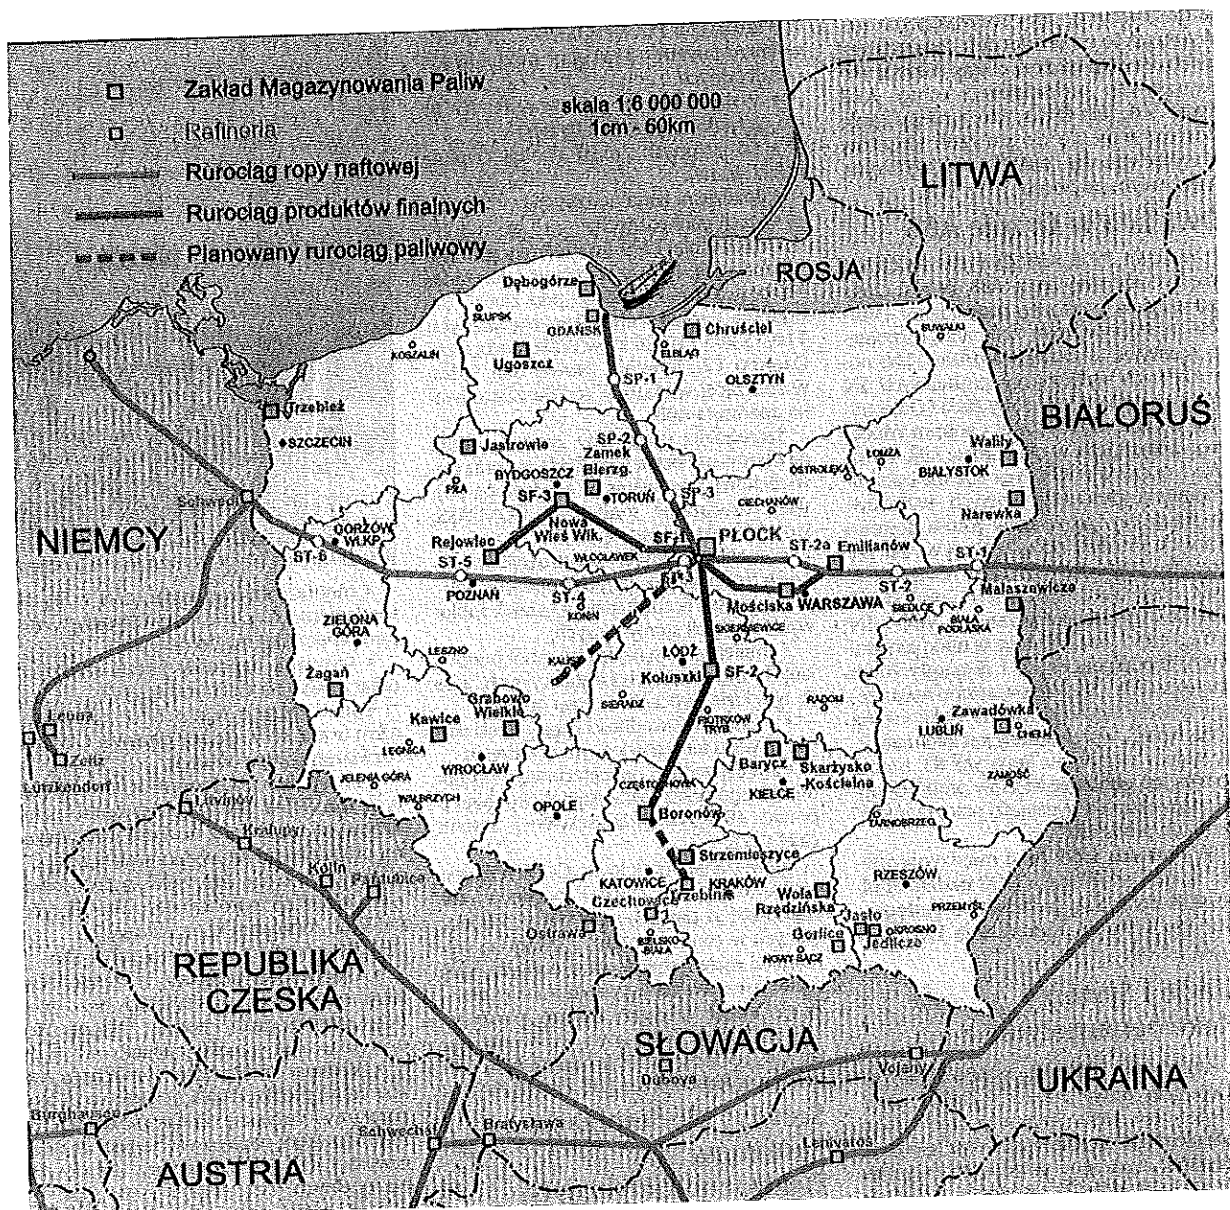 Zakład Magazynowania Paliw
Rafineria
Rurociąg ropy naftowej
Rurociąg produktów finalnych
Planowany rurociąg paliwowy
skala 1:6 000 000
1cm - 60km
LITWA
ROSJA
Dębogórze
SŁUPSK
GDAŃSK
Chruściel
SUWAŁKI
KOSZALIN
Ugoszcz
ELBLĄG
SP-1
OLSZTYN
Trzebież
BIAŁORUŚ
SZCZECIN
Jastrowie
SP-2
Zamek
Bierzg.
BYDGOSZCZ
PIŁA
ŁOMŻA
Waliły
BIAŁYSTOK
OSTROŁĘKA
SF-3
TORUŃ
SP-3
CIECHANÓW
Narewka
Schwedt
NIEMCY
GORZÓW
WLKP.
Nowa
Wieś Wlk.
SF-1
PŁOCK
Rejowiec
WŁOCŁAWEK
ST-2a
Emilianów
ST-1
ST-6
ST-5
POZNAŃ
ST-4
KONIN
Mościska
WARSZAWA
ST-2
SIEDLCE
Małaszewicze
BIAŁA
PODLASKA
ZIELONA
GÓRA
SKIERNIEWICE
LESZNO
KALISZ
ŁÓDŹ
Koluszki
SF-2
Żagań
SIERADZ
RADOM
Grabowo
Wielkie
Kawice
PIOTRKÓW
TRYB.
Zawadówka
CHEŁM
LUBLIN
Leuna
LEGNICA
WROCŁAW
Barycz
Skarżysko
-Kościelna
Zeitz
Lützkendorf
JELENIA GÓRA
WAŁBRZYCH
CZĘSTOCHOWA
KIELCE
ZAMOŚĆ
Litvinov
OPOLE
Boronów
TARNOBRZEG
Kralupy
Strzemieszyce
Kolin
Pardubice
KATOWICE
KRAKÓW
Trzebinia
Wola
Rzędzińska
RZESZÓW
PRZEMYŚL
Czechowice
Ostrawa
BIELSKO
BIAŁA
Gorlice
Jasło
KROSNO
Jedlicze
NOWY SĄCZ
REPUBLIKA
CZESKA
SŁOWACJA
Dubova
Vojany
UKRAINA
Burghausen
Schwechat
Bratysława
AUSTRIA